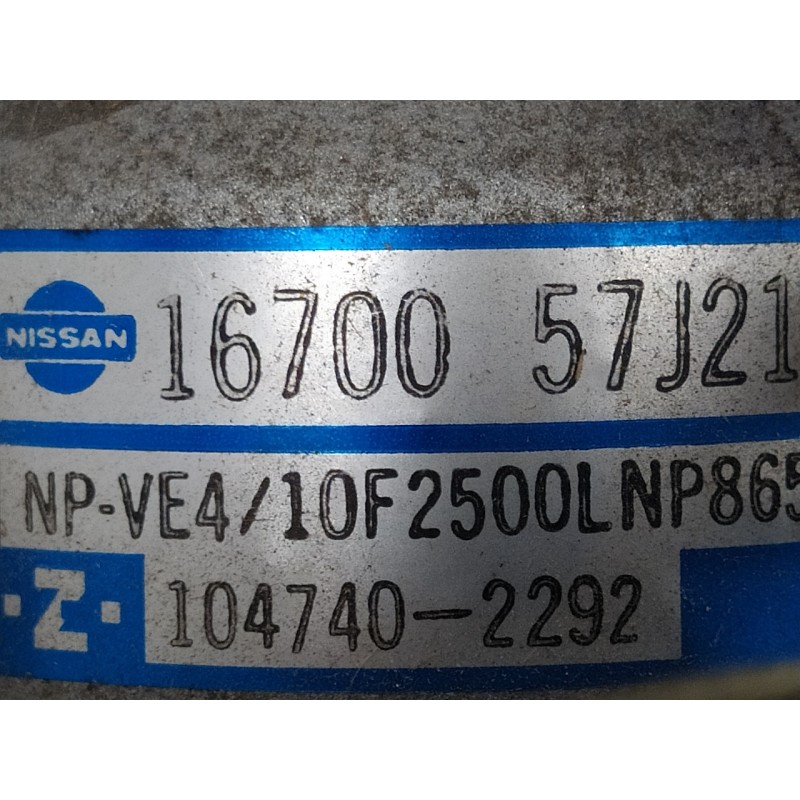 NISSAN 16700 57J21
NP-VE4/10F2500LNP865
·Z· 104740-2292